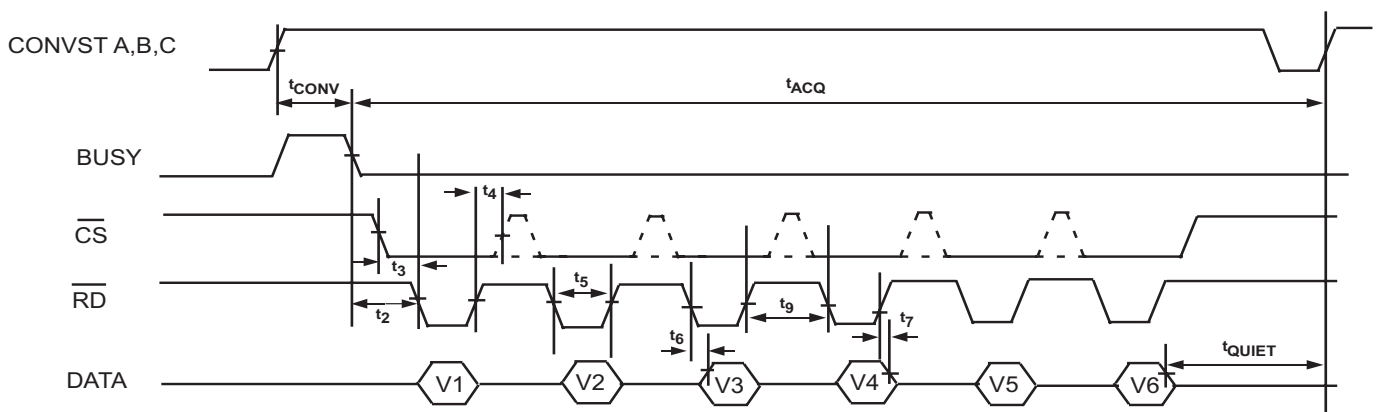 CONVST A,B,C
tCONV
tACQ
BUSY
t4
CS
t3
t5
RD
t2
t9
t6
t7
tQUIET
DATA
V1
V2
V3
V4
V5
V6